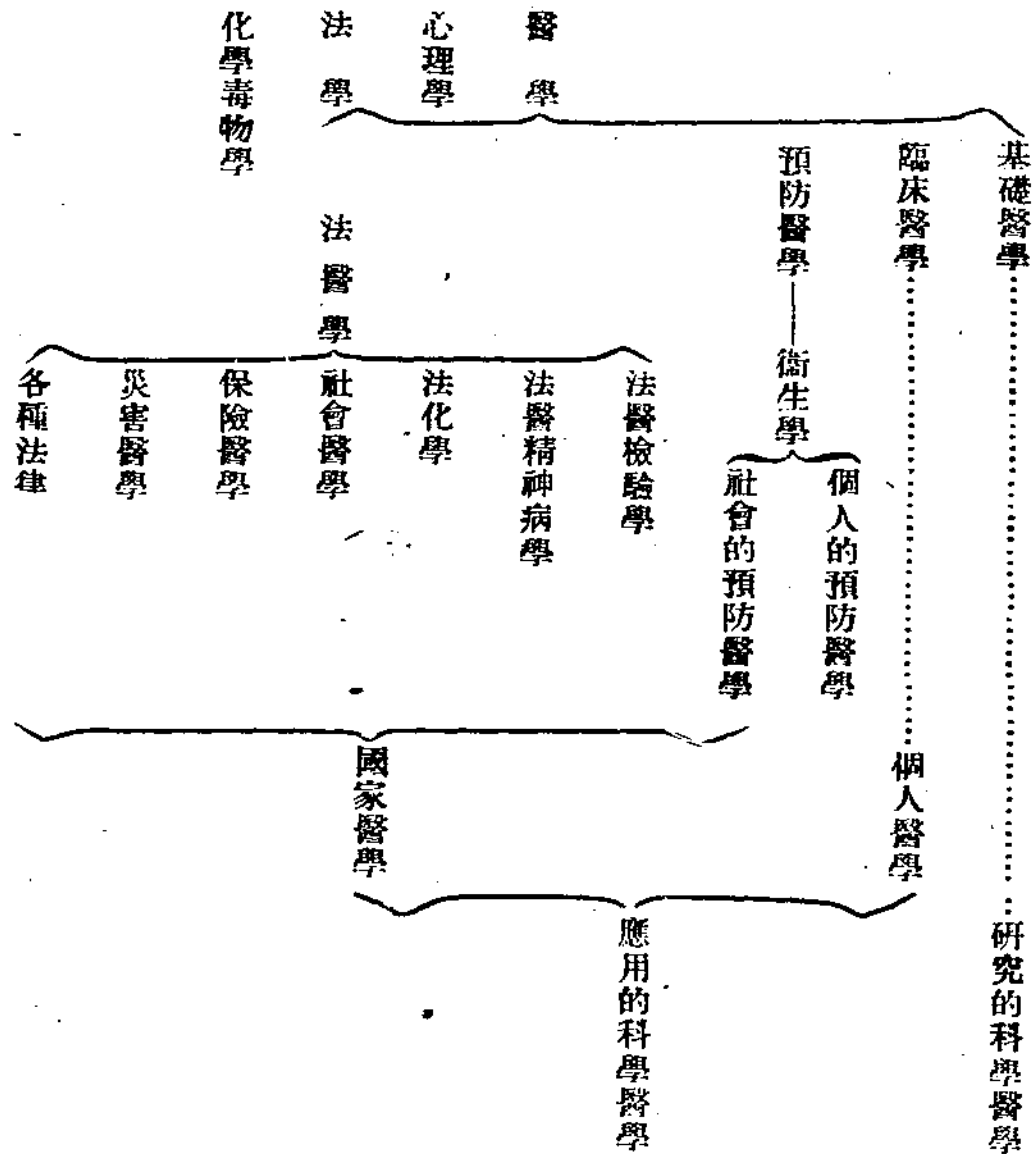 醫學
心理學
法學
化學毒物學
基礎醫學
臨床醫學
預防醫學
衛生學
個人的預防醫學
社會的預防醫學
法醫學
法醫檢驗學
法醫精神病學
法化學
社會醫學
保險醫學
災害醫學
各種法律
個人醫學
國家醫學
研究的科學醫學
應用的科學醫學